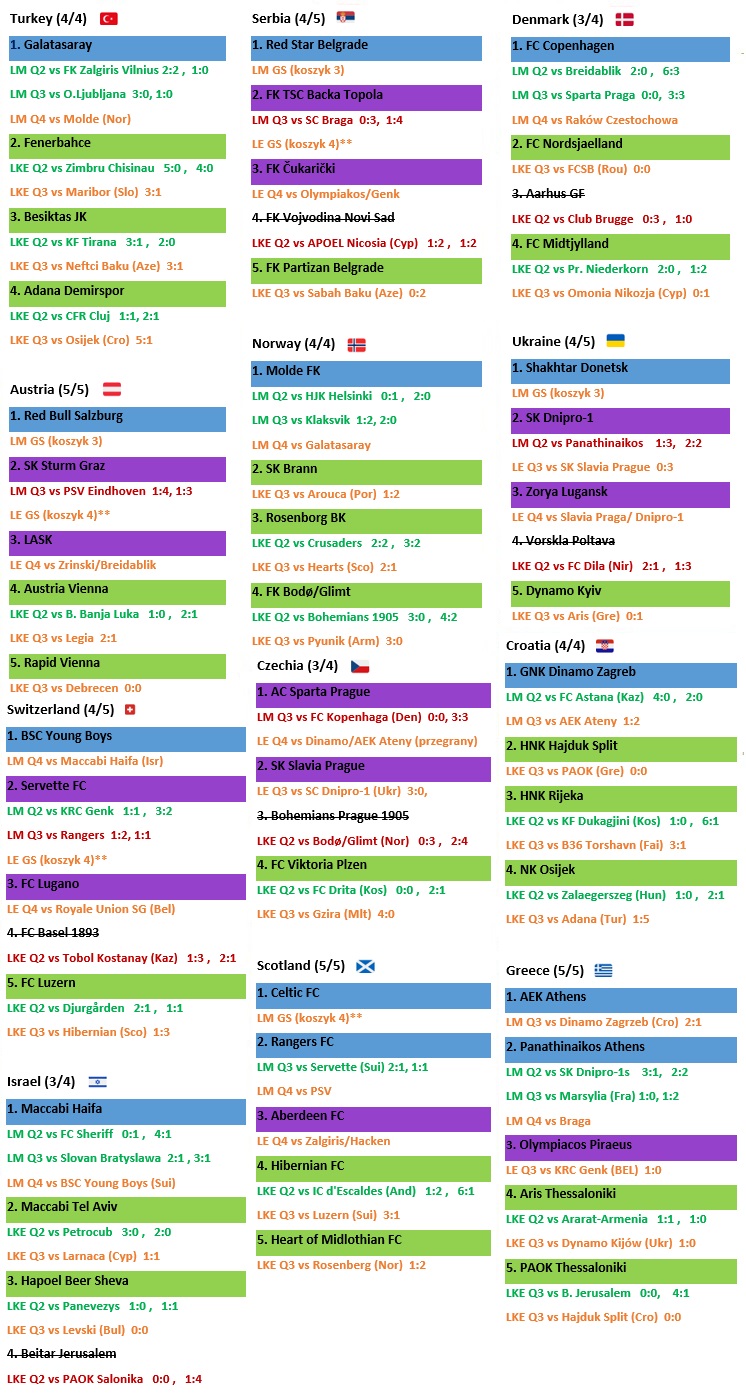 Turkey (4/4)
1. Galatasaray
LM Q2 vs FK Zalgiris Vilnius 2:2 , 1:0
LM Q3 vs O.Ljubljana 3:0, 1:0
LM Q4 vs Molde (Nor)
2. Fenerbahce
LKE Q2 vs Zimbru Chisinau 5:0 , 4:0
LKE Q3 vs Maribor (Slo) 3:1
3. Besiktas JK
LKE Q2 vs KF Tirana 3:1 , 2:0
LKE Q3 vs Neftci Baku (Aze) 3:1
4. Adana Demirspor
LKE Q2 vs CFR Cluj 1:1, 2:1
LKE Q3 vs Osijek (Cro) 5:1
Austria (5/5)
1. Red Bull Salzburg
LM GS (koszyk 3)
2. SK Sturm Graz
LM Q3 vs PSV Eindhoven 1:4, 1:3
LE GS (koszyk 4)**
3. LASK
LE Q4 vs Zrinski/Breidablik
4. Austria Vienna
LKE Q2 vs B. Banja Luka 1:0 , 2:1
LKE Q3 vs Legia 2:1
5. Rapid Vienna
LKE Q3 vs Debrecen 0:0
Switzerland (4/5)
1. BSC Young Boys
LM Q4 vs Maccabi Haifa (Isr)
2. Servette FC
LM Q2 vs KRC Genk 1:1 , 3:2
LM Q3 vs Rangers 1:2, 1:1
LE GS (koszyk 4)**
3. FC Lugano
LE Q4 vs Royale Union SG (Bel)
4. FC Basel 1893
LKE Q2 vs Tobol Kostanay (Kaz) 1:3 , 2:1
5. FC Luzern
LKE Q2 vs Djurgården 2:1 , 1:1
LKE Q3 vs Hibernian (Sco) 1:3
Israel (3/4)
1. Maccabi Haifa
LM Q2 vs FC Sheriff 0:1 , 4:1
LM Q3 vs Slovan Bratyslawa 2:1 , 3:1
LM Q4 vs BSC Young Boys (Sui)
2. Maccabi Tel Aviv
LKE Q2 vs Petrocub 3:0 , 2:0
LKE Q3 vs Larnaca (Cyp) 1:1
3. Hapoel Beer Sheva
LKE Q2 vs Panevezys 1:0 , 1:1
LKE Q3 vs Levski (Bul) 0:0
4. Beitar Jerusalem
LKE Q2 vs PAOK Salonika 0:0 , 1:4
Serbia (4/5)
1. Red Star Belgrade
LM GS (koszyk 3)
2. FK TSC Backa Topola
LM Q3 vs SC Braga 0:3, 1:4
LE GS (koszyk 4)**
3. FK Čukarički
LE Q4 vs Olympiakos/Genk
4. FK Vojvodina Novi Sad
LKE Q2 vs APOEL Nicosia (Cyp) 1:2 , 1:2
5. FK Partizan Belgrade
LKE Q3 vs Sabah Baku (Aze) 0:2
Norway (4/4)
1. Molde FK
LM Q2 vs HJK Helsinki 0:1 , 2:0
LM Q3 vs Klaksvik 1:2, 2:0
LM Q4 vs Galatasaray
2. SK Brann
LKE Q3 vs Arouca (Por) 1:2
3. Rosenborg BK
LKE Q2 vs Crusaders 2:2 , 3:2
LKE Q3 vs Hearts (Sco) 2:1
4. FK Bodø/Glimt
LKE Q2 vs Bohemians 1905 3:0 , 4:2
LKE Q3 vs Pyunik (Arm) 3:0
Czechia (3/4)
1. AC Sparta Prague
LM Q3 vs FC Kopenhaga (Den) 0:0, 3:3
LE Q4 vs Dinamo/AEK Ateny (przegrany)
2. SK Slavia Prague
LE Q3 vs SC Dnipro-1 (Ukr) 3:0,
3. Bohemians Prague 1905
LKE Q2 vs Bodø/Glimt (Nor) 0:3 , 2:4
4. FC Viktoria Plzen
LKE Q2 vs FC Drita (Kos) 0:0 , 2:1
LKE Q3 vs Gzira (Mlt) 4:0
Scotland (5/5)
1. Celtic FC
LM GS (koszyk 4)**
2. Rangers FC
LM Q3 vs Servette (Sui) 2:1, 1:1
LM Q4 vs PSV
3. Aberdeen FC
LE Q4 vs Zalgiris/Hacken
4. Hibernian FC
LKE Q2 vs IC d'Escaldes (And) 1:2 , 6:1
LKE Q3 vs Luzern (Sui) 3:1
5. Heart of Midlothian FC
LKE Q3 vs Rosenberg (Nor) 1:2
Denmark (3/4)
1. FC Copenhagen
LM Q2 vs Breidablik 2:0 , 6:3
LM Q3 vs Sparta Praga 0:0, 3:3
LM Q4 vs Raków Czestochowa
2. FC Nordsjaelland
LKE Q3 vs FCSB (Rou) 0:0
3. Aarhus GF
LKE Q2 vs Club Brugge 0:3 , 1:0
4. FC Midtjylland
LKE Q2 vs Pr. Niederkorn 2:0 , 1:2
LKE Q3 vs Omonia Nikozja (Cyp) 0:1
Ukraine (4/5)
1. Shakhtar Donetsk
LM GS (koszyk 3)
2. SK Dnipro-1
LM Q2 vs Panathinaikos 1:3, 2:2
LE Q3 vs SK Slavia Prague 0:3
3. Zorya Lugansk
LE Q4 vs Slavia Praga/ Dnipro-1
4. Vorskla Poltava
LKE Q2 vs FC Dila (Nir) 2:1 , 1:3
5. Dynamo Kyiv
LKE Q3 vs Aris (Gre) 0:1
Croatia (4/4)
1. GNK Dinamo Zagreb
LM Q2 vs FC Astana (Kaz) 4:0 , 2:0
LM Q3 vs AEK Ateny 1:2
2. HNK Hajduk Split
LKE Q3 vs PAOK (Gre) 0:0
3. HNK Rijeka
LKE Q2 vs KF Dukagjini (Kos) 1:0 , 6:1
LKE Q3 vs B36 Torshavn (Fai) 3:1
4. NK Osijek
LKE Q2 vs Zalaegerszeg (Hun) 1:0 , 2:1
LKE Q3 vs Adana (Tur) 1:5
Greece (5/5)
1. AEK Athens
LM Q3 vs Dinamo Zagrzeb (Cro) 2:1
2. Panathinaikos Athens
LM Q2 vs SK Dnipro-1s 3:1, 2:2
LM Q3 vs Marsylia (Fra) 1:0, 1:2
LM Q4 vs Braga
3. Olympiacos Piraeus
LE Q3 vs KRC Genk (BEL) 1:0
4. Aris Thessaloniki
LKE Q2 vs Ararat-Armenia 1:1 , 1:0
LKE Q3 vs Dynamo Kijów (Ukr) 1:0
5. PAOK Thessaloniki
LKE Q3 vs B. Jerusalem 0:0, 4:1
LKE Q3 vs Hajduk Split (Cro) 0:0